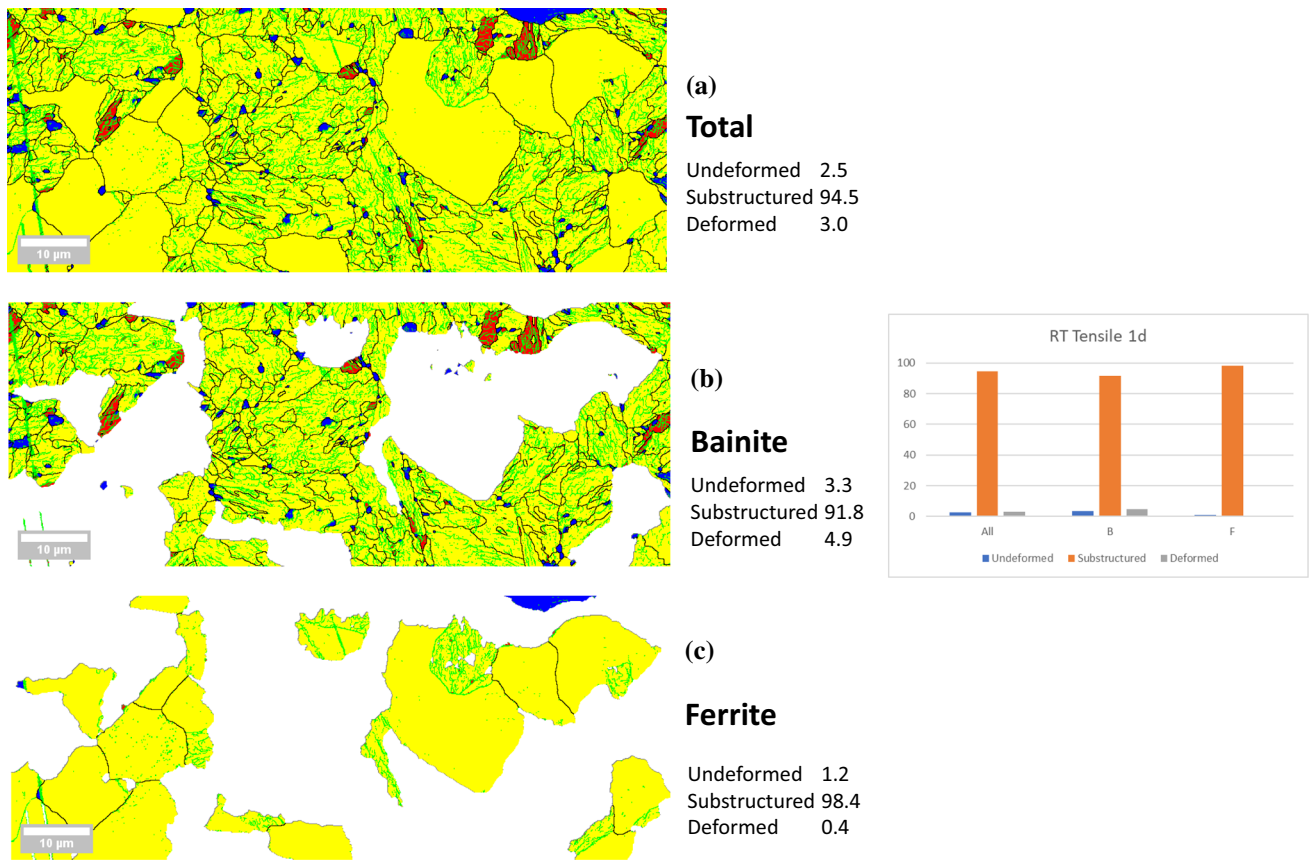 (a)
Total
Undeformed 2.5
Substructured 94.5
Deformed 3.0
10 µm
(b)
Bainite
Undeformed 3.3
Substructured 91.8
Deformed 4.9
10 µm
RT Tensile 1d
100
80
60
40
20
0
All B F
Undeformed Substructured Deformed
(c)
Ferrite
Undeformed 1.2
Substructured 98.4
Deformed 0.4
10 µm